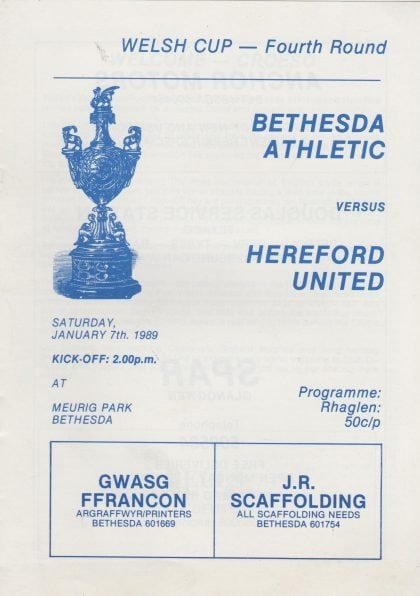 WELSH CUP — Fourth Round
BETHESDA
ATHLETIC
VERSUS
HEREFORD
UNITED
SATURDAY,
JANUARY 7th. 1989
KICK-OFF: 2.00p.m.
AT
MEURIG PARK
BETHESDA
Programme:
Rhaglen:
50c/p
GWASG
FFRANCON
ARGRAFFWYR/PRINTERS
BETHESDA 601669
J.R.
SCAFFOLDING
ALL SCAFFOLDING NEEDS
BETHESDA 601754